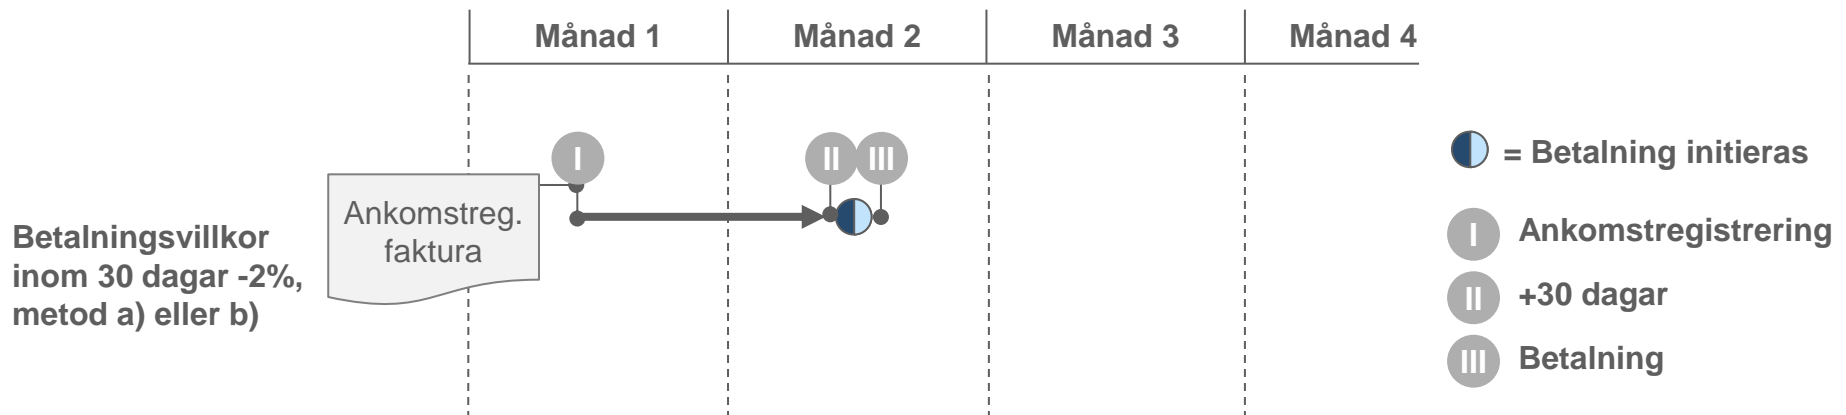 Månad 1
Månad 2
Månad 3
Månad 4
I
II
III
Ankomstreg.
faktura
Betalningsvillkor
inom 30 dagar -2%,
metod a) eller b)
= Betalning initieras
I Ankomstregistrering
II +30 dagar
III Betalning